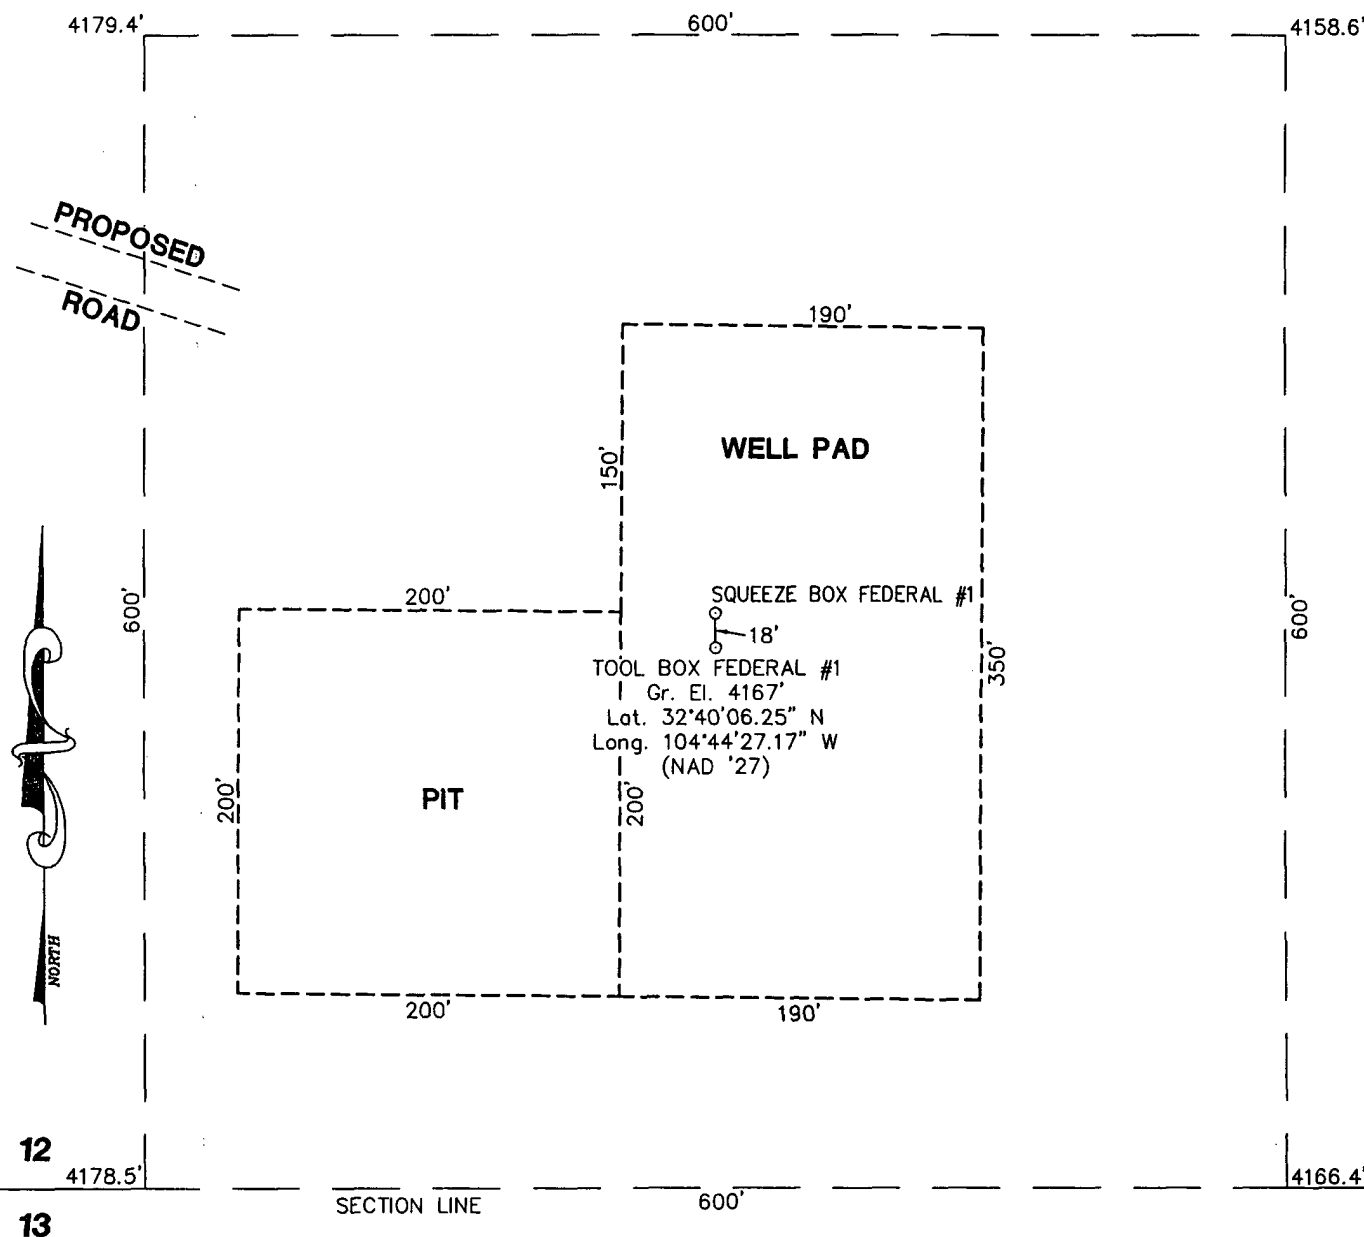 4179.4'
600'
4158.6'
PROPOSED
ROAD
190'
150'
WELL PAD
600'
200'
SQUEEZE BOX FEDERAL #1
18'
600'
350'
TOOL BOX FEDERAL #1
Gr. El. 4167'
Lat. 32°40'06.25" N
Long. 104°44'27.17" W
(NAD '27)
200'
PIT
200'
NORTH
200'
190'
12
4178.5'
4166.4'
SECTION LINE
600'
13